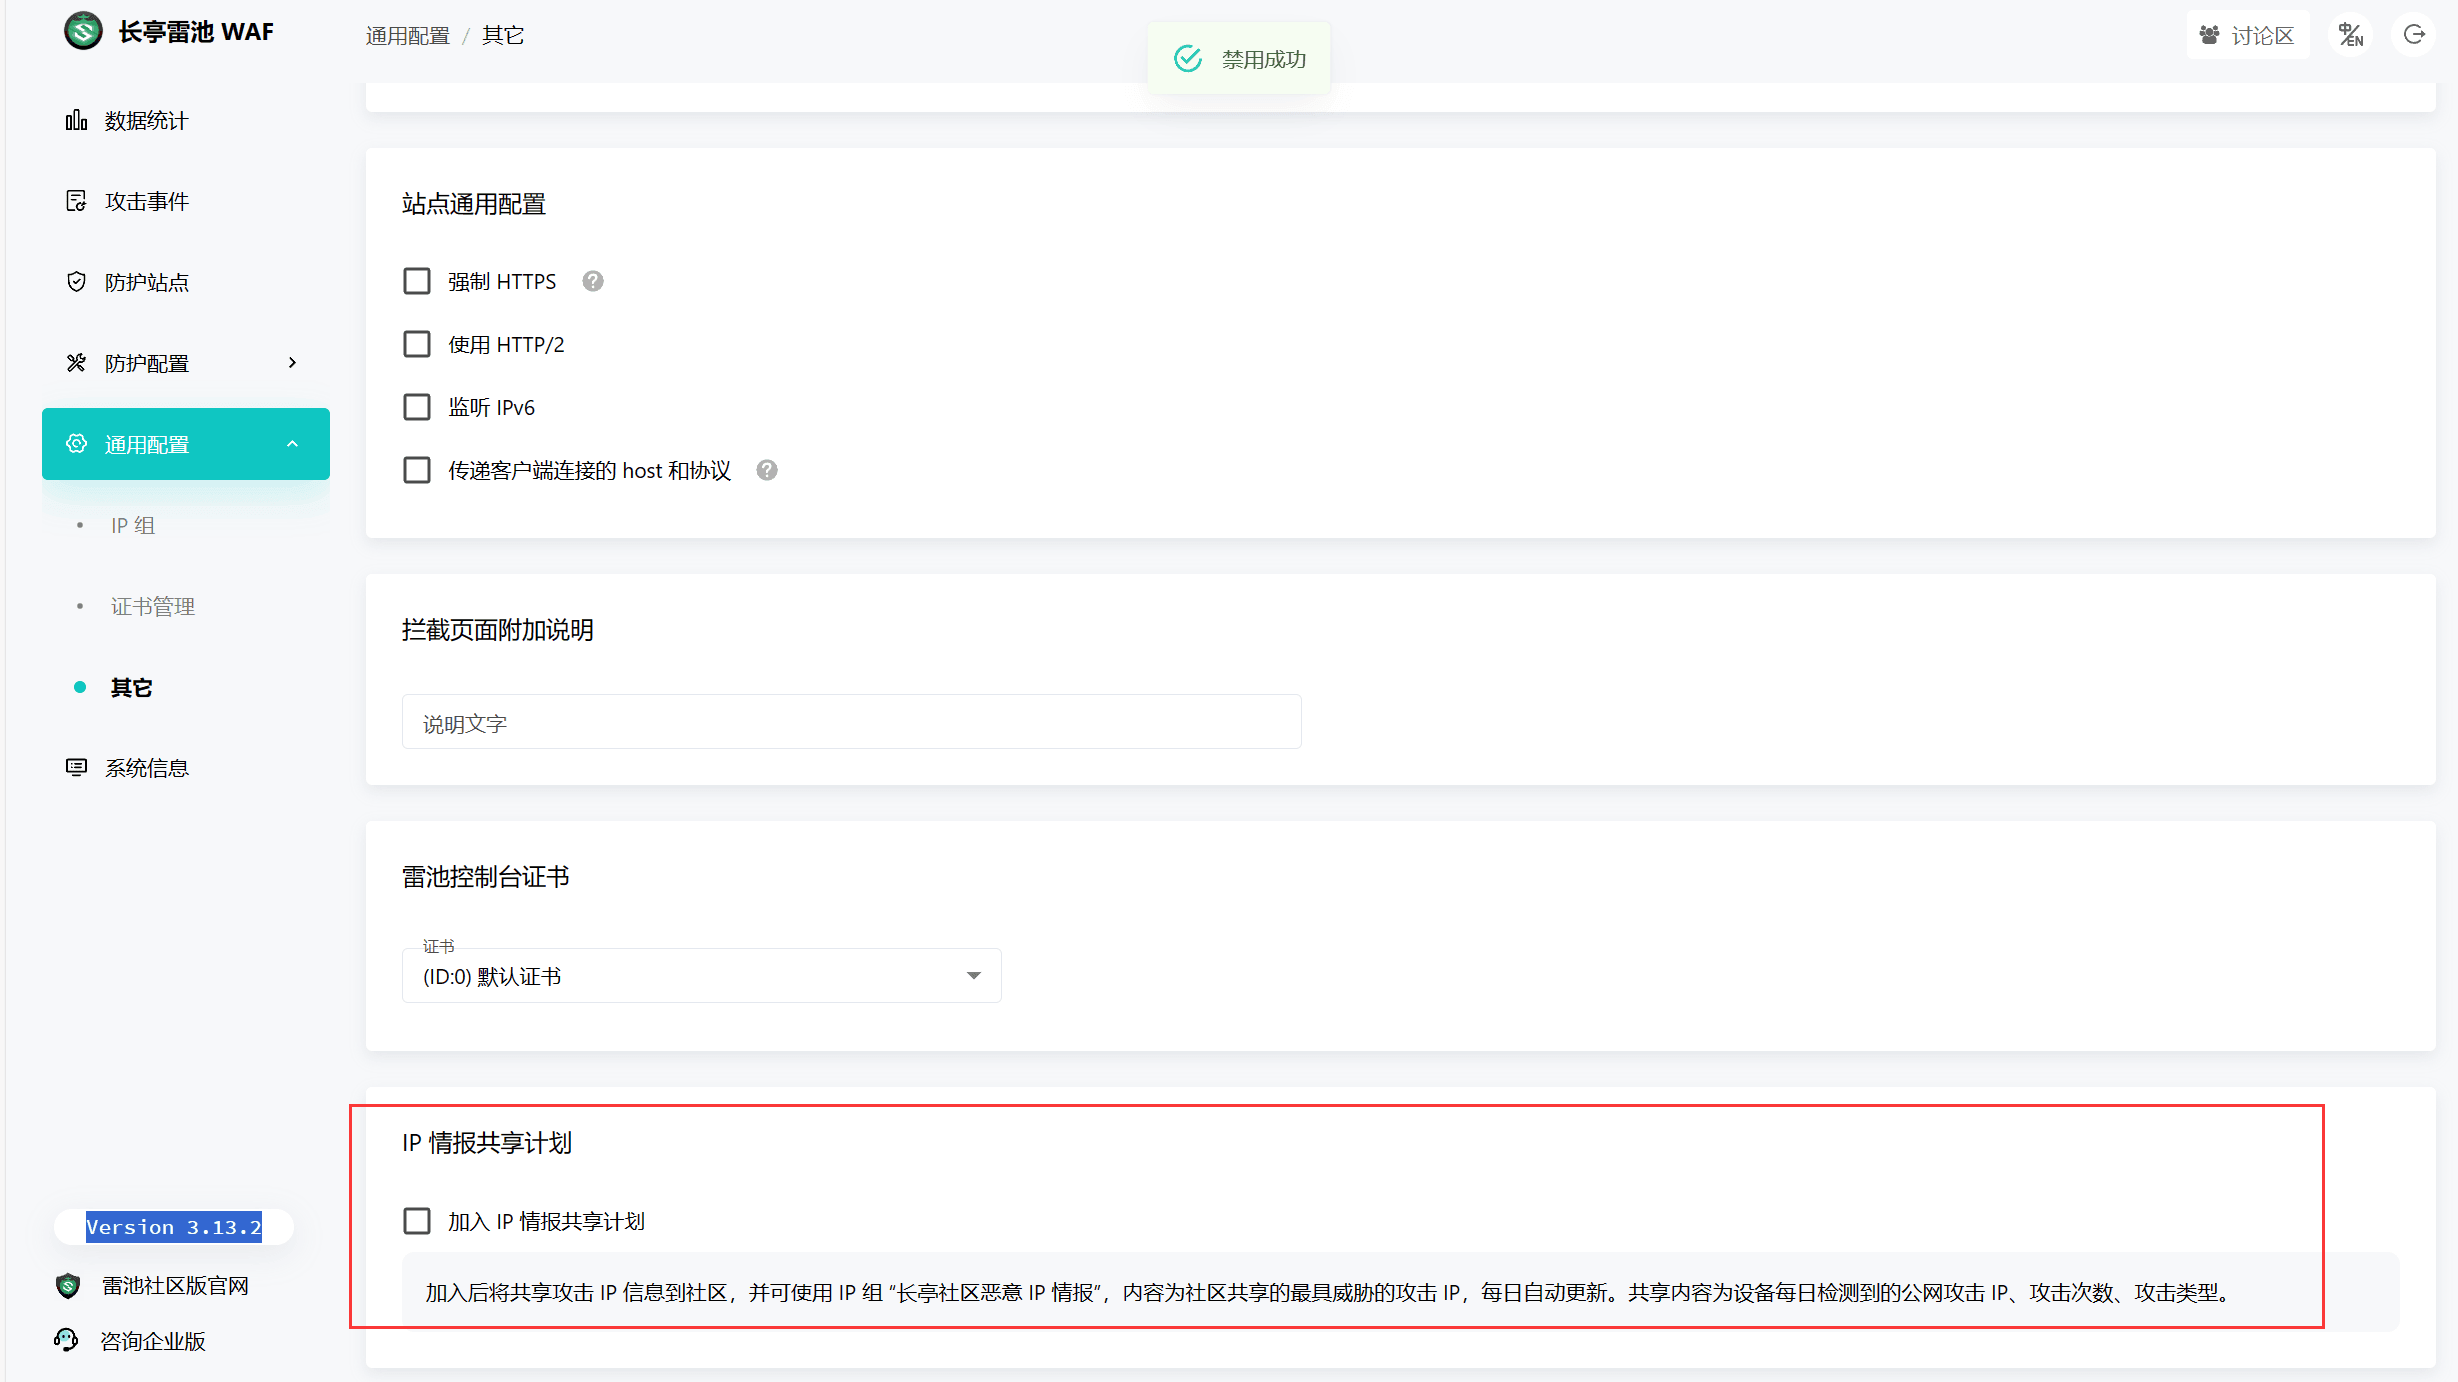 长亭雷池 WAF
通用配置 / 其它
禁用成功
讨论区
中/EN
数据统计
攻击事件
防护站点
防护配置
通用配置
IP 组
证书管理
其它
系统信息
Version 3.13.2
雷池社区版官网
咨询企业版
站点通用配置
强制 HTTPS
使用 HTTP/2
监听 IPv6
传递客户端连接的 host 和协议
拦截页面附加说明
说明文字
雷池控制台证书
证书
(ID:0) 默认证书
IP 情报共享计划
加入 IP 情报共享计划
加入后将共享攻击 IP 信息到社区，并可使用 IP 组 “长亭社区恶意 IP 情报”，内容为社区共享的最具威胁的攻击 IP，每日自动更新。共享内容为设备每日检测到的公网攻击 IP、攻击次数、攻击类型。